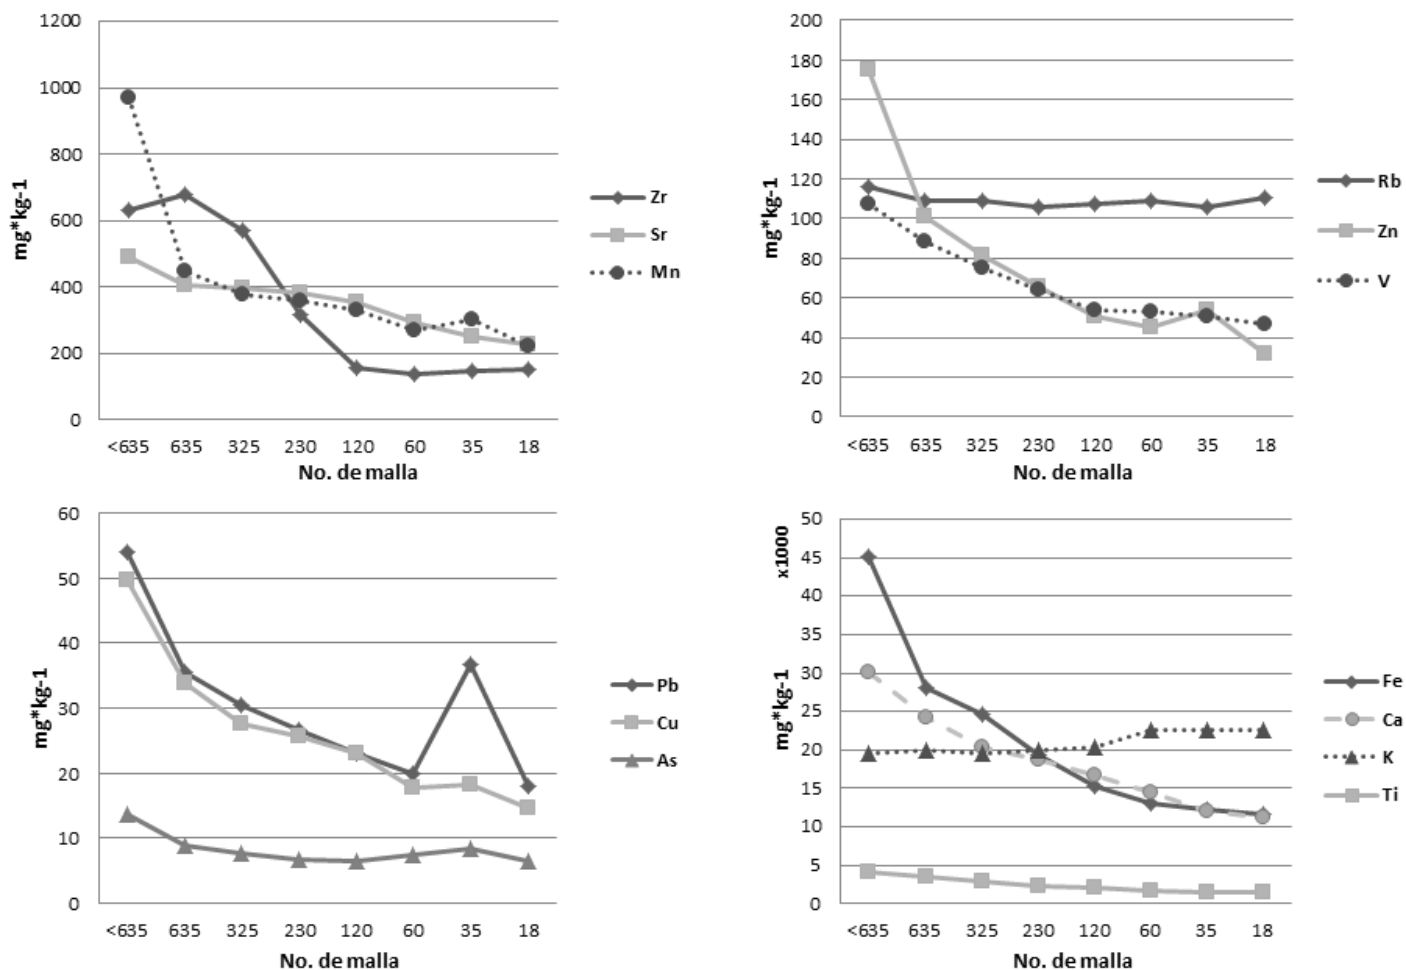 1200
1000
800
600
400
200
0
mg*kg-1
<635 635 325 230 120 60 35 18
No. de malla
Zr
Sr
Mn
200
180
160
140
120
100
80
60
40
20
0
mg*kg-1
<635 635 325 230 120 60 35 18
No. de malla
Rb
Zn
V
60
50
40
30
20
10
0
mg*kg-1
<635 635 325 230 120 60 35 18
No. de malla
Pb
Cu
As
x1000
50
45
40
35
30
25
20
15
10
5
0
mg*kg-1
<635 635 325 230 120 60 35 18
No. de malla
Fe
Ca
K
Ti